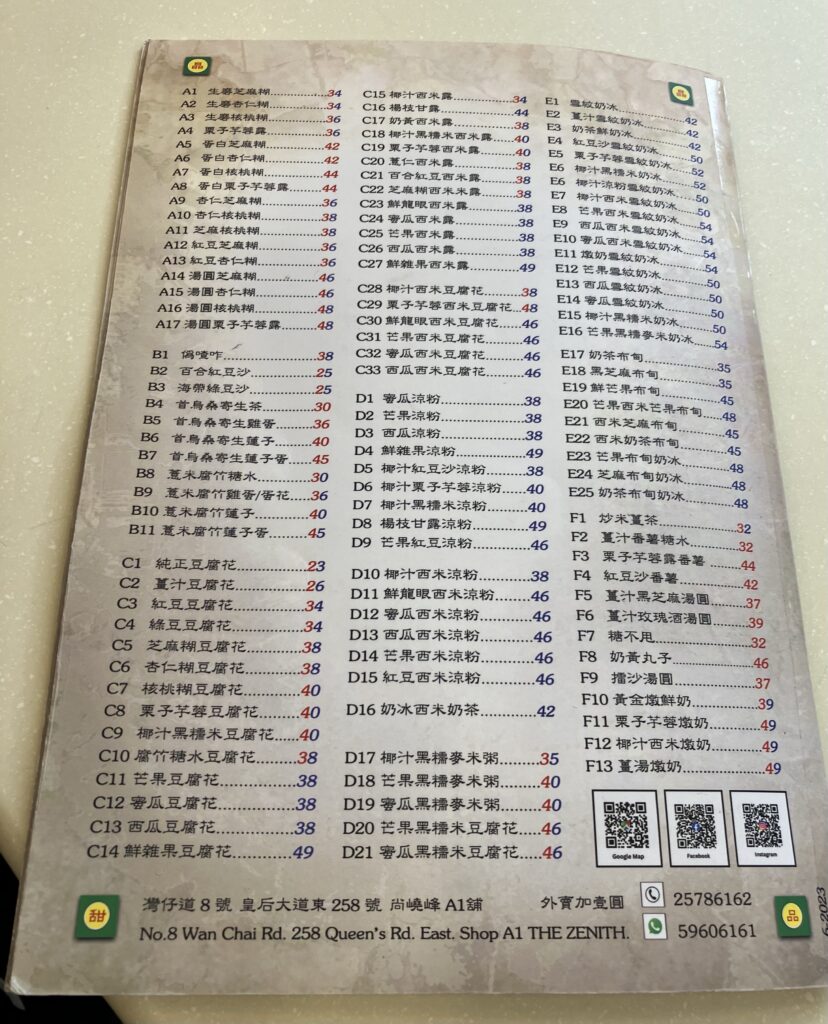 A1 生磨芝麻糊 34
A2 生磨杏仁糊 34
A3 生磨核桃糊 36
A4 栗子芋蓉露 36
A5 蛋白芝麻糊 42
A6 蛋白杏仁糊 42
A7 蛋白核桃糊 44
A8 蛋白栗子芋蓉露 44
A9 杏仁芝麻糊 36
A10 杏仁核桃糊 38
A11 芝麻核桃糊 38
A12 紅豆芝麻糊 36
A13 紅豆杏仁糊 36
A14 湯圓芝麻糊 46
A15 湯圓杏仁糊 46
A16 湯圓核桃糊 48
A17 湯圓栗子芋蓉露 48
B1 喳咋 38
B2 百合紅豆沙 25
B3 海帶綠豆沙 25
B4 首烏桑寄生茶 30
B5 首烏桑寄生雞蛋 36
B6 首烏桑寄生蓮子 40
B7 首烏桑寄生蓮子蛋 45
B8 薏米腐竹糖水 30
B9 薏米腐竹雞蛋/蛋花 36
B10 薏米腐竹蓮子 40
B11 薏米腐竹蓮子蛋 45
C1 純正豆腐花 23
C2 薑汁豆腐花 26
C3 紅豆豆腐花 34
C4 綠豆豆腐花 34
C5 芝麻糊豆腐花 38
C6 杏仁糊豆腐花 38
C7 核桃糊豆腐花 40
C8 栗子芋蓉豆腐花 40
C9 椰汁黑糯米豆腐花 40
C10 腐竹糖水豆腐花 38
C11 芒果豆腐花 38
C12 蜜瓜豆腐花 38
C13 西瓜豆腐花 38
C14 鮮雜果豆腐花 49
C15 椰汁西米露 34
C16 楊枝甘露 44
C17 奶黃西米露 38
C18 椰汁黑糯米西米露 40
C19 栗子芋蓉西米露 40
C20 薏仁西米露 38
C21 百合紅豆西米露 38
C22 芝麻糊西米露 38
C23 鮮龍眼西米露 38
C24 蜜瓜西米露 38
C25 芒果西米露 38
C26 西瓜西米露 38
C27 鮮雜果西米露 49
C28 椰汁西米豆腐花 38
C29 栗子芋蓉西米豆腐花 48
C30 鮮龍眼西米豆腐花 46
C31 芒果西米豆腐花 46
C32 蜜瓜西米豆腐花 46
C33 西瓜西米豆腐花 46
D1 蜜瓜涼粉 38
D2 芒果涼粉 38
D3 西瓜涼粉 38
D4 鮮雜果涼粉 49
D5 椰汁紅豆沙涼粉 38
D6 椰汁栗子芋蓉涼粉 40
D7 椰汁黑糯米涼粉 40
D8 楊枝甘露涼粉 49
D9 芒果紅豆涼粉 46
D10 椰汁西米涼粉 38
D11 鮮龍眼西米涼粉 46
D12 蜜瓜西米涼粉 46
D13 西瓜西米涼粉 46
D14 芒果西米涼粉 46
D15 紅豆西米涼粉 46
D16 奶冰西米奶茶 42
D17 椰汁黑糯麥米粥 35
D18 芒果黑糯麥米粥 40
D19 蜜瓜黑糯麥米粥 40
D20 芒果黑糯米豆腐花 46
D21 蜜瓜黑糯米豆腐花 46
E1 雪紋奶冰 42
E2 薑汁雪紋奶冰 42
E3 奶茶鮮奶冰 42
E4 紅豆沙雪紋奶冰 50
E5 栗子芋蓉雪紋奶冰 52
E6 椰汁黑糯米奶冰 52
E6 椰汁涼粉雪紋奶冰 50
E7 椰汁西米雪紋奶冰 50
E8 芒果西米雪紋奶冰 54
E9 西瓜西米雪紋奶冰 54
E10 蜜瓜西米雪紋奶冰 54
E11 燉奶雪紋奶冰 54
E12 芒果雪紋奶冰 50
E13 西瓜雪紋奶冰 50
E14 蜜瓜雪紋奶冰 50
E15 椰汁黑糯米奶冰 50
E16 芒果黑糯麥米奶冰 54
E17 奶茶布甸 35
E18 黑芝麻布甸 35
E19 鮮芒果布甸 45
E20 芒果西米芒果布甸 48
E21 西米芝麻布甸 45
E22 西米奶茶布甸 45
E23 芒果布甸奶冰 48
E24 芝麻布甸奶冰 48
E25 奶茶布甸奶冰 48
F1 炒米薑茶 32
F2 薑汁番薯糖水 32
F3 栗子芋蓉露番薯 44
F4 紅豆沙番薯 42
F5 薑汁黑芝麻湯圓 37
F6 薑汁玫瑰酒湯圓 39
F7 糖不甩 32
F8 奶黃丸子 46
F9 擂沙湯圓 37
F10 黃金燉鮮奶 39
F11 栗子芋蓉燉奶 49
F12 椰汁西米燉奶 49
F13 薑湯燉奶 49
Google Map
Facebook
Instagram
甜
灣仔道 8 號 皇后大道東 258 號 尚嶢峰 A1舖
外賣加壹圓
25786162
No.8 Wan Chai Rd. 258 Queen's Rd. East. Shop A1 THE ZENITH.
59606161
品
6.2023